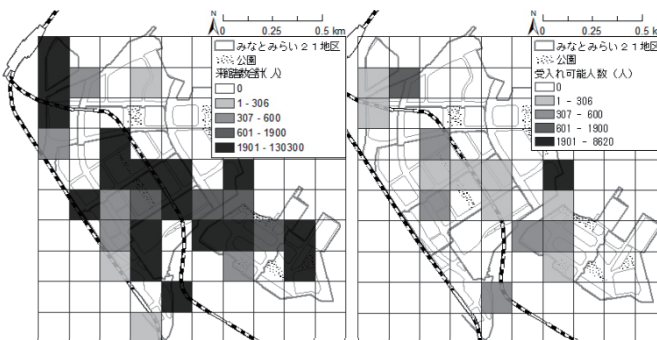 N
0 0.25 0.5 km
みなとみらい２１地区
公園
0
1 - 306
307 - 600
601 - 1900
1901 - 130300
N
0 0.25 0.5 km
みなとみらい２１地区
公園
受入れ可能人数（人）
0
1 - 306
307 - 600
601 - 1900
1901 - 8620